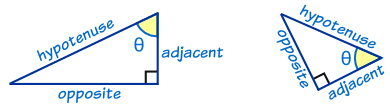 hypotenuse
θ
adjacent
opposite
hypotenuse
opposite
θ
adjacent